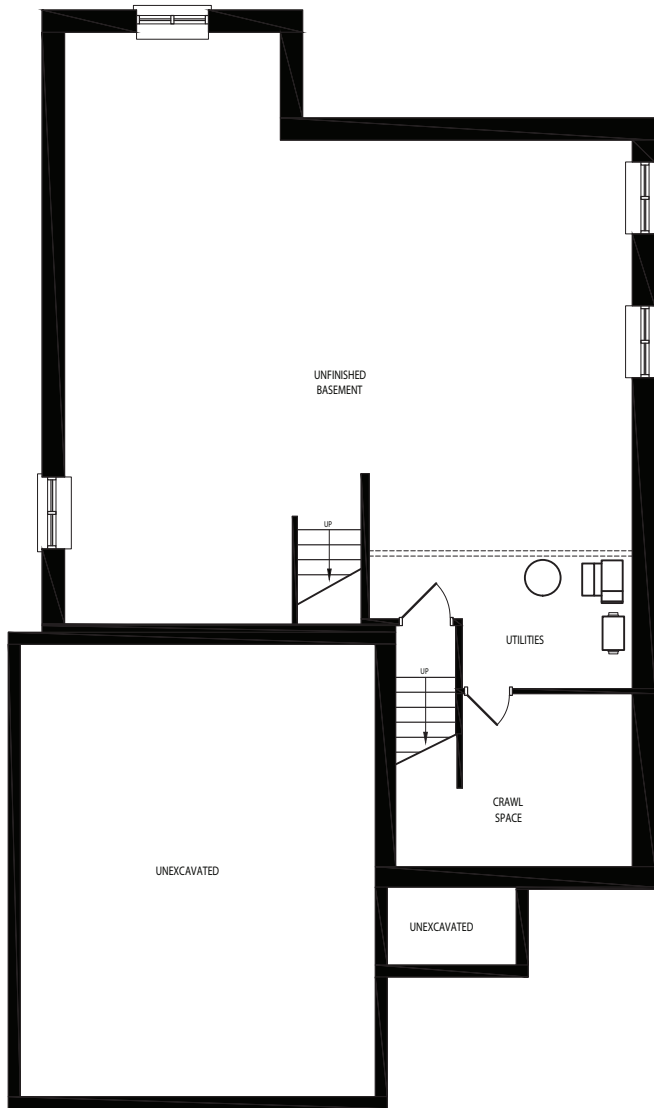 UNFINISHED
BASEMENT
UP
UTILITIES
UP
CRAWL
SPACE
UNEXCAVATED
UNEXCAVATED